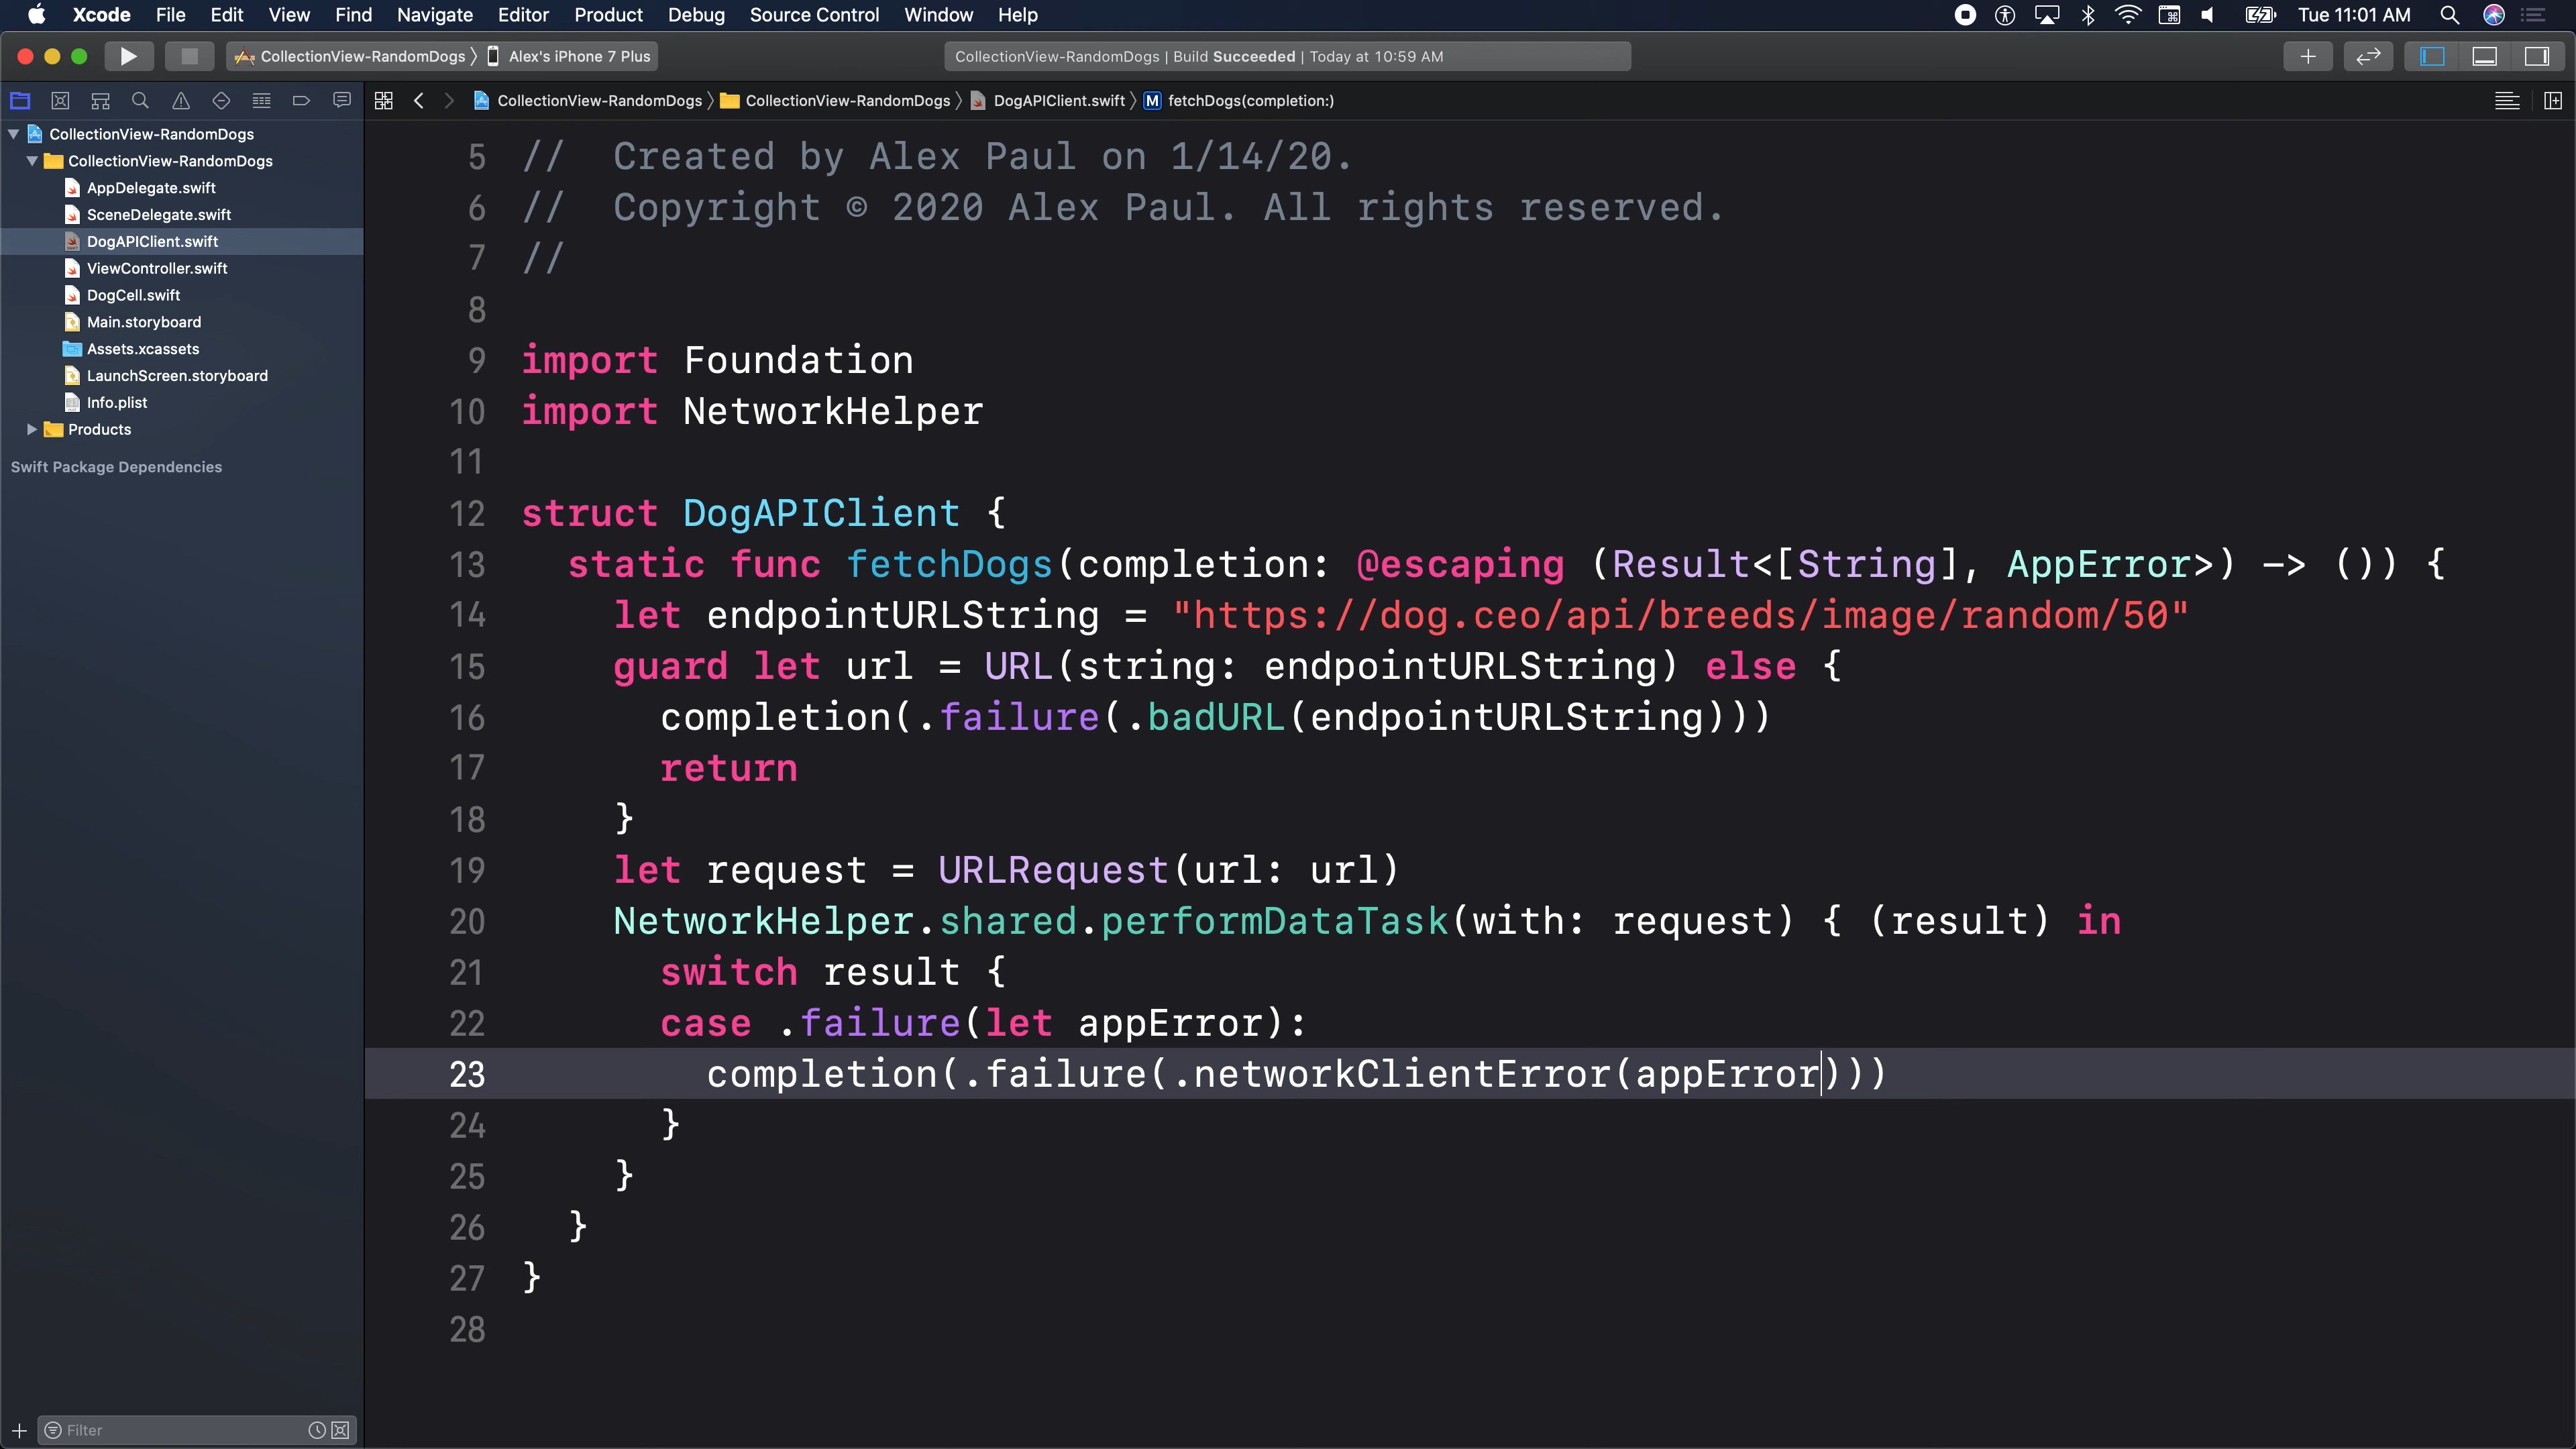 Xcode File Edit View Find Navigate Editor Product Debug Source Control Window Help Tue 11:01 AM
CollectionView-RandomDogs Alex's iPhone 7 Plus CollectionView-RandomDogs | Build Succeeded | Today at 10:59 AM
CollectionView-RandomDogs CollectionView-RandomDogs DogAPIClient.swift M fetchDogs(completion:)
CollectionView-RandomDogs
CollectionView-RandomDogs
AppDelegate.swift
SceneDelegate.swift
DogAPIClient.swift
ViewController.swift
DogCell.swift
Main.storyboard
Assets.xcassets
LaunchScreen.storyboard
Info.plist
Products
Swift Package Dependencies
Filter
5 //  Created by Alex Paul on 1/14/20.
6 //  Copyright © 2020 Alex Paul. All rights reserved.
7 //
8
9 import Foundation
10 import NetworkHelper
11
12 struct DogAPIClient {
13   static func fetchDogs(completion: @escaping (Result<[String], AppError>) -> ()) {
14     let endpointURLString = "https://dog.ceo/api/breeds/image/random/50"
15     guard let url = URL(string: endpointURLString) else {
16       completion(.failure(.badURL(endpointURLString)))
17       return
18     }
19     let request = URLRequest(url: url)
20     NetworkHelper.shared.performDataTask(with: request) { (result) in
21       switch result {
22       case .failure(let appError):
23         completion(.failure(.networkClientError(appError)))
24       }
25     }
26   }
27 }
28